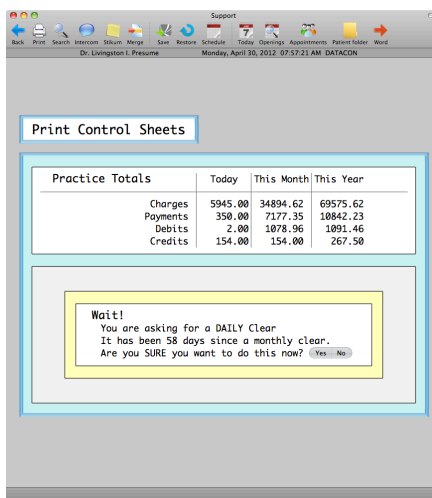 Support
7
Back Print Search Intercom Stikum Merge Save Restore Schedule Today Openings Appointments Patient folder Word
Dr. Livingston I. Presume Monday, April 30, 2012 07:57:21 AM DATACON
Print Control Sheets
Practice Totals Today This Month This Year
Charges 5945.00 34894.62 69575.62
Payments 350.00 7177.35 10842.23
Debits 2.00 1078.96 1091.46
Credits 154.00 154.00 267.50
Wait!
You are asking for a DAILY Clear
It has been 58 days since a monthly clear.
Are you SURE you want to do this now? Yes No